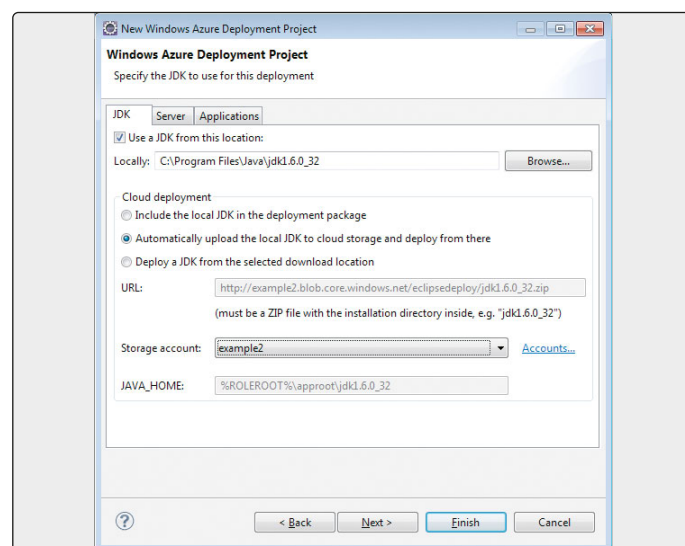 New Windows Azure Deployment Project
Windows Azure Deployment Project
Specify the JDK to use for this deployment
JDK Server Applications
Use a JDK from this location:
Locally: C:\Program Files\Java\jdk1.6.0_32 Browse...
Cloud deployment
Include the local JDK in the deployment package
Automatically upload the local JDK to cloud storage and deploy from there
Deploy a JDK from the selected download location
URL: http://example2.blob.core.windows.net/eclipsedeploy/jdk1.6.0_32.zip
(must be a ZIP file with the installation directory inside, e.g. "jdk1.6.0_32")
Storage account: example2 Accounts...
JAVA_HOME: %ROLEROOT%\approot\jdk1.6.0_32
? < Back Next > Finish Cancel